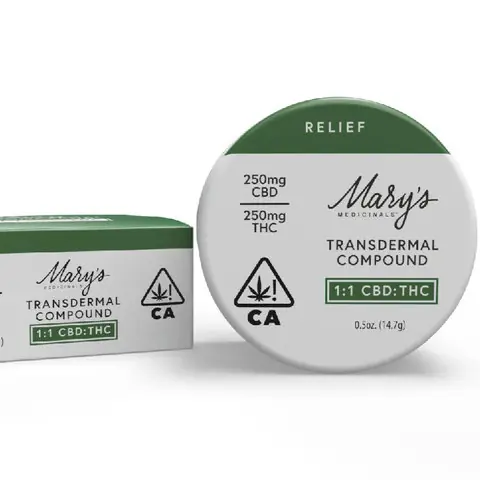 Mary's
MEDICINALS
TRANSDERMAL
COMPOUND
1:1 CBD:THC
CA
RELIEF
250mg
CBD
250mg
THC
CA
Mary's
MEDICINALS
TRANSDERMAL
COMPOUND
1:1 CBD:THC
0.5oz. (14.7g)